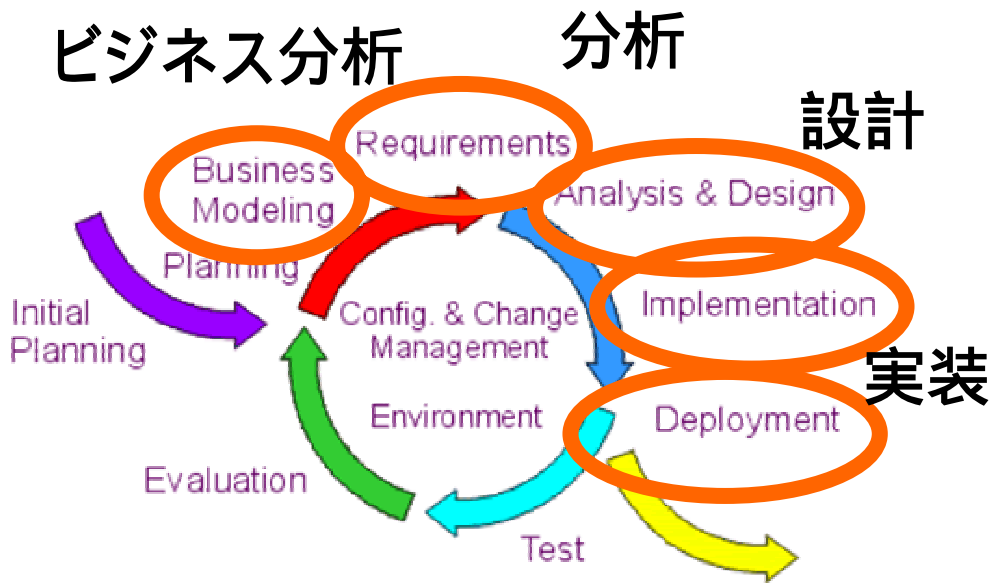 ビジネス分析
分析
設計
Requirements
Business
Modeling
Analysis & Design
Planning
Implementation
Initial
Planning
Config. & Change
Management
実装
Environment
Deployment
Evaluation
Test